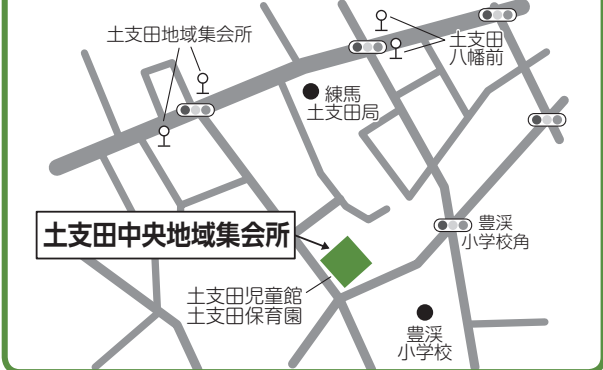 土支田地域集会所
土支田
八幡前
練馬
土支田局
土支田中央地域集会所
豊渓
小学校角
土支田児童館
土支田保育園
豊渓
小学校